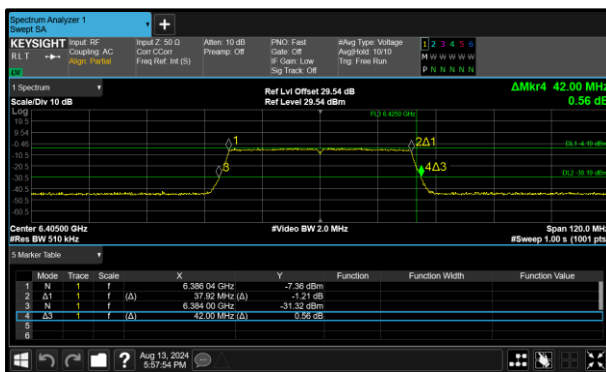 Spectrum Analyzer 1
Swept SA
KEYSIGHT Input: RF Input Z: 50 Ω Atten: 10 dB PNO: Fast #Avg Type: Voltage 1 2 3 4 5 6
RLT Coupling: AC Corr CCorr Preamp: Off Gate: Off Avg|Hold: 10/10 M W W W W W
Align: Partial Freq Ref: Int (S) IF Gain: Low Trig: Free Run P N N N N N
Sig Track: Off
1 Spectrum Ref Lvl Offset 29.54 dB ΔMkr4 42.00 MHz
Scale/Div 10 dB Ref Level 29.54 dBm 0.56 dB
Log
19.5
9.54
-0.46
-10.5
-20.5
-30.5
-40.5
-50.5
-60.5
1
2Δ1
3
4Δ3
Center 6.40500 GHz #Video BW 2.0 MHz Span 120.0 MHz
#Res BW 510 kHz #Sweep 1.00 s (1001 pts
5 Marker Table
Mode Trace Scale X Y Function Function Width Function Value
1 N 1 f 6.386 04 GHz -7.36 dBm
2 Δ1 1 f (Δ) 37.92 MHz (Δ) -1.21 dB
3 N 1 f 6.384 00 GHz -31.32 dBm
4 Δ3 1 f (Δ) 42.00 MHz (Δ) 0.56 dB
5
6
? Aug 13, 2024
5:57:54 PM